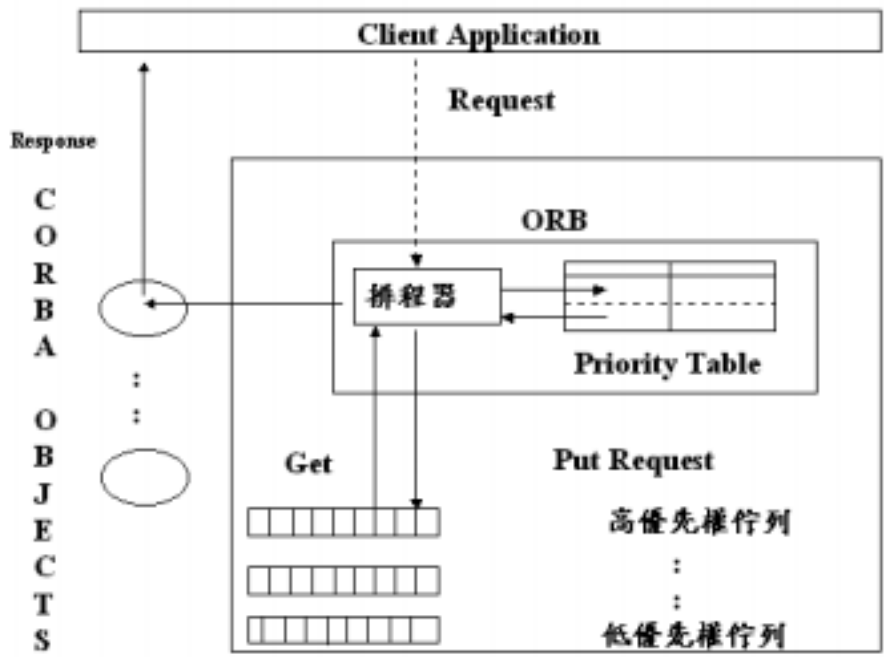 Client Application
Request
Response
CORBA OBJECTS
ORB
排程器
Priority Table
Get
Put Request
高優先權佇列
:
:
低優先權佇列